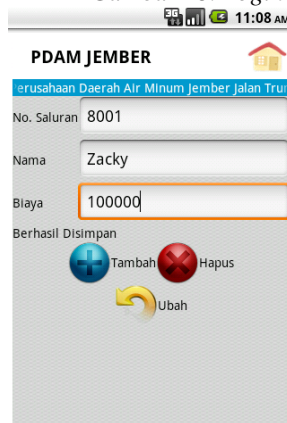 3G 11:08 AM
PDAM JEMBER
erusahaan Daerah Air Minum Jember Jalan Tru
No. Saluran 8001
Nama Zacky
Biaya 100000
Berhasil Disimpan
Tambah Hapus
Ubah